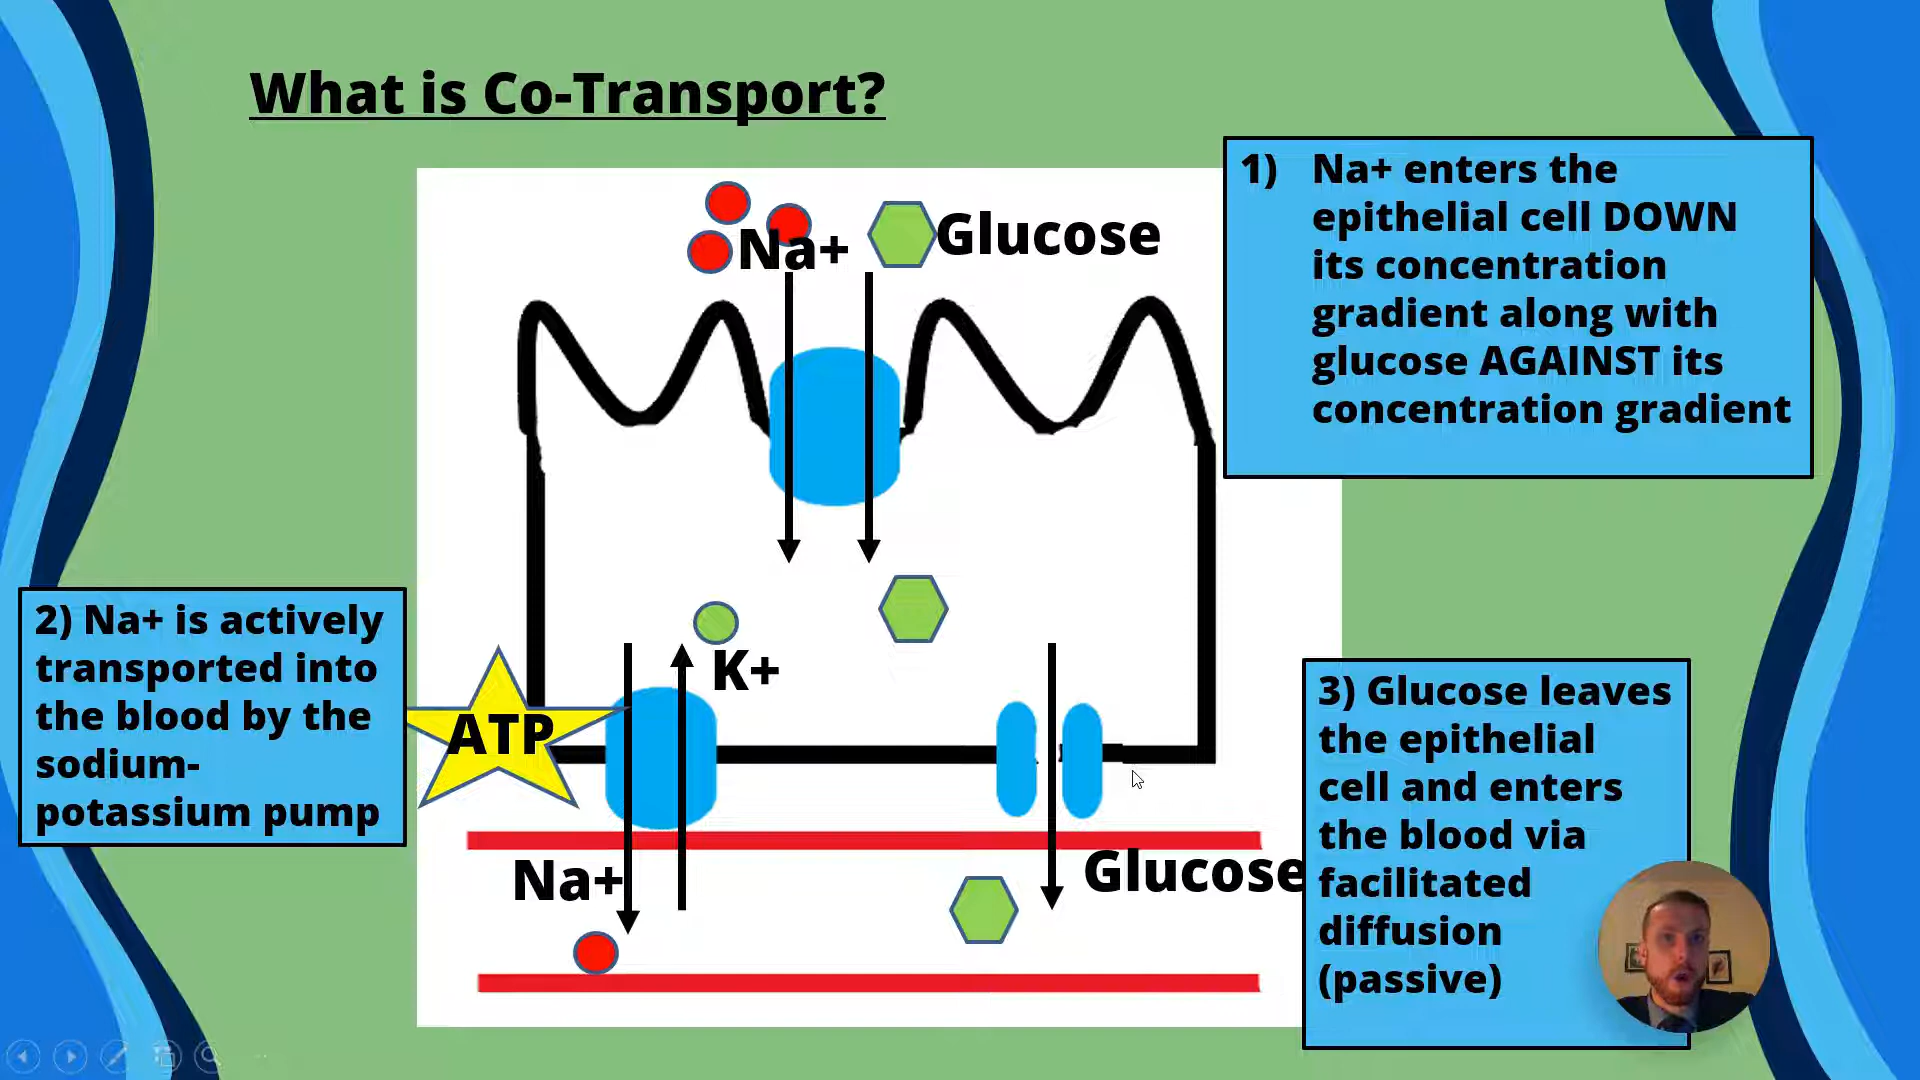 What is Co-Transport?
Na+
Glucose
1) Na+ enters the
epithelial cell DOWN
its concentration
gradient along with
glucose AGAINST its
concentration gradient
2) Na+ is actively
transported into
the blood by the
sodium-
potassium pump
ATP
K+
Na+
Glucose
3) Glucose leaves
the epithelial
cell and enters
the blood via
facilitated
diffusion
(passive)